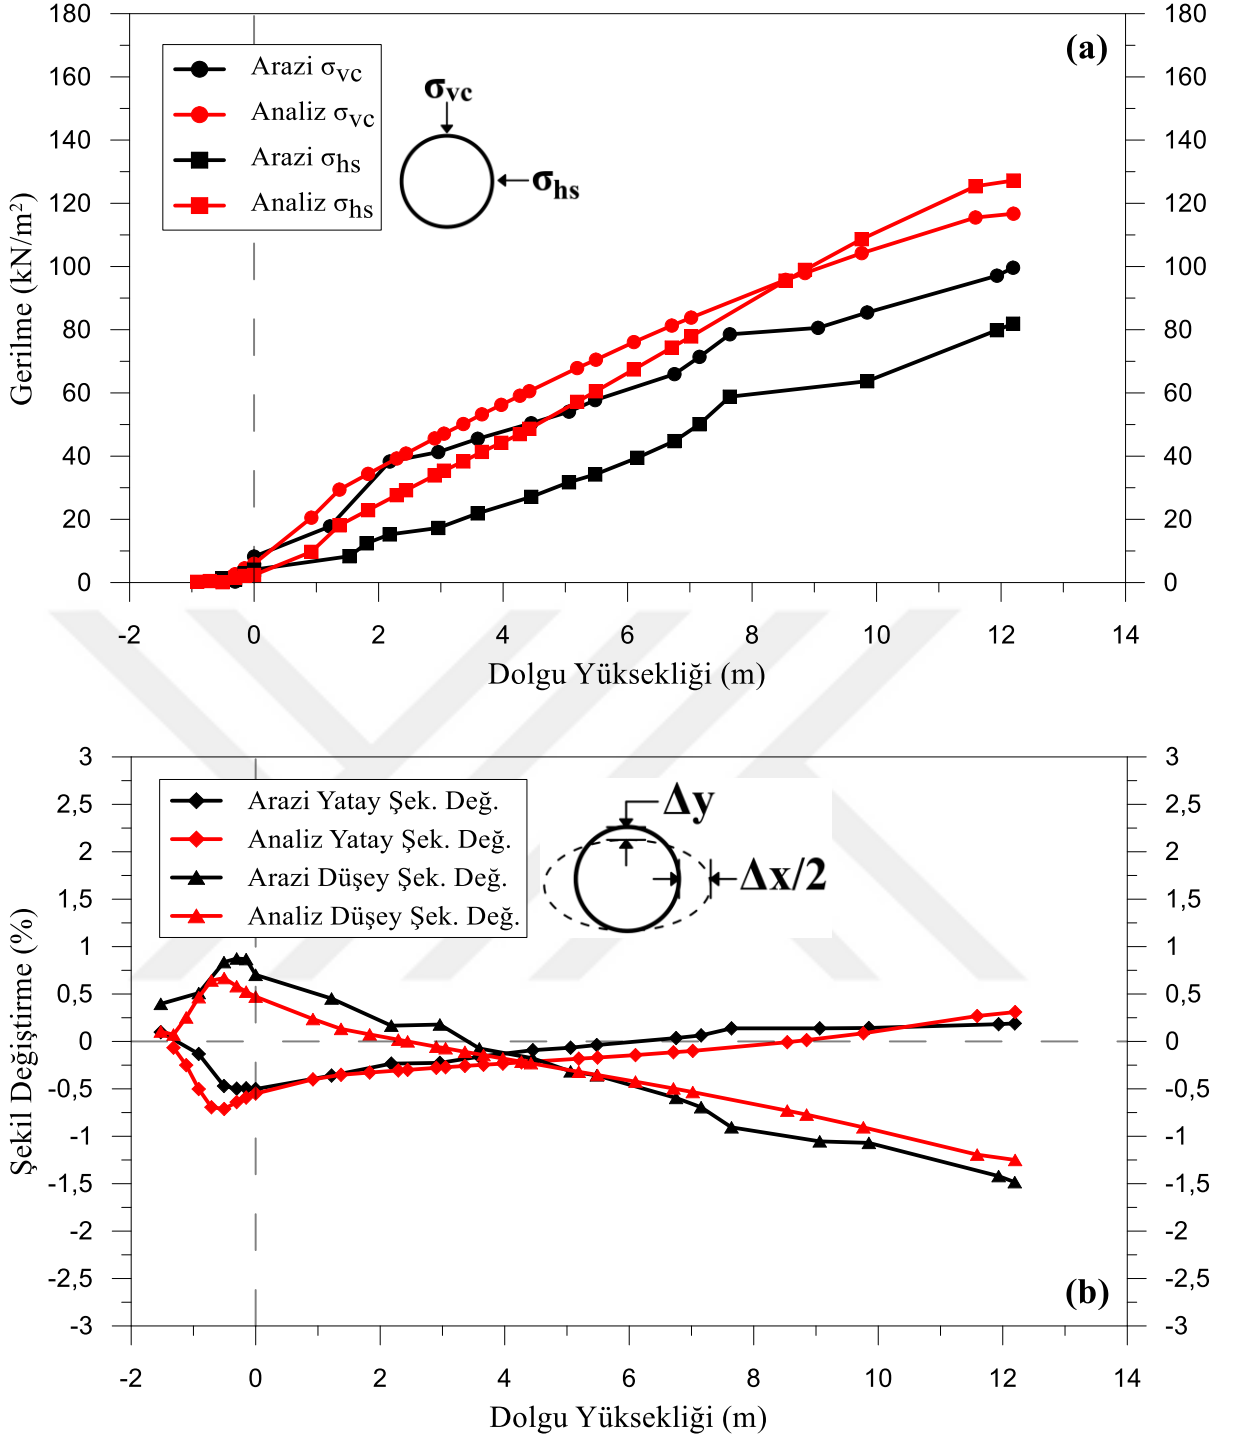 180
160
140
120
100
80
60
40
20
0
180
160
140
120
100
80
60
40
20
0
(a)
Arazi σvc
Analiz σvc
Arazi σhs
Analiz σhs
σvc
σhs
Gerilme (kN/m²)
-2 0 2 4 6 8 10 12 14
Dolgu Yüksekliği (m)
3
2,5
2
1,5
1
0,5
0
-0,5
-1
-1,5
-2
-2,5
-3
3
2,5
2
1,5
1
0,5
0
-0,5
-1
-1,5
-2
-2,5
-3
Arazi Yatay Şek. Değ.
Analiz Yatay Şek. Değ.
Arazi Düşey Şek. Değ.
Analiz Düşey Şek. Değ.
Δy
Δx/2
Şekil Değiştirme (%)
(b)
-2 0 2 4 6 8 10 12 14
Dolgu Yüksekliği (m)